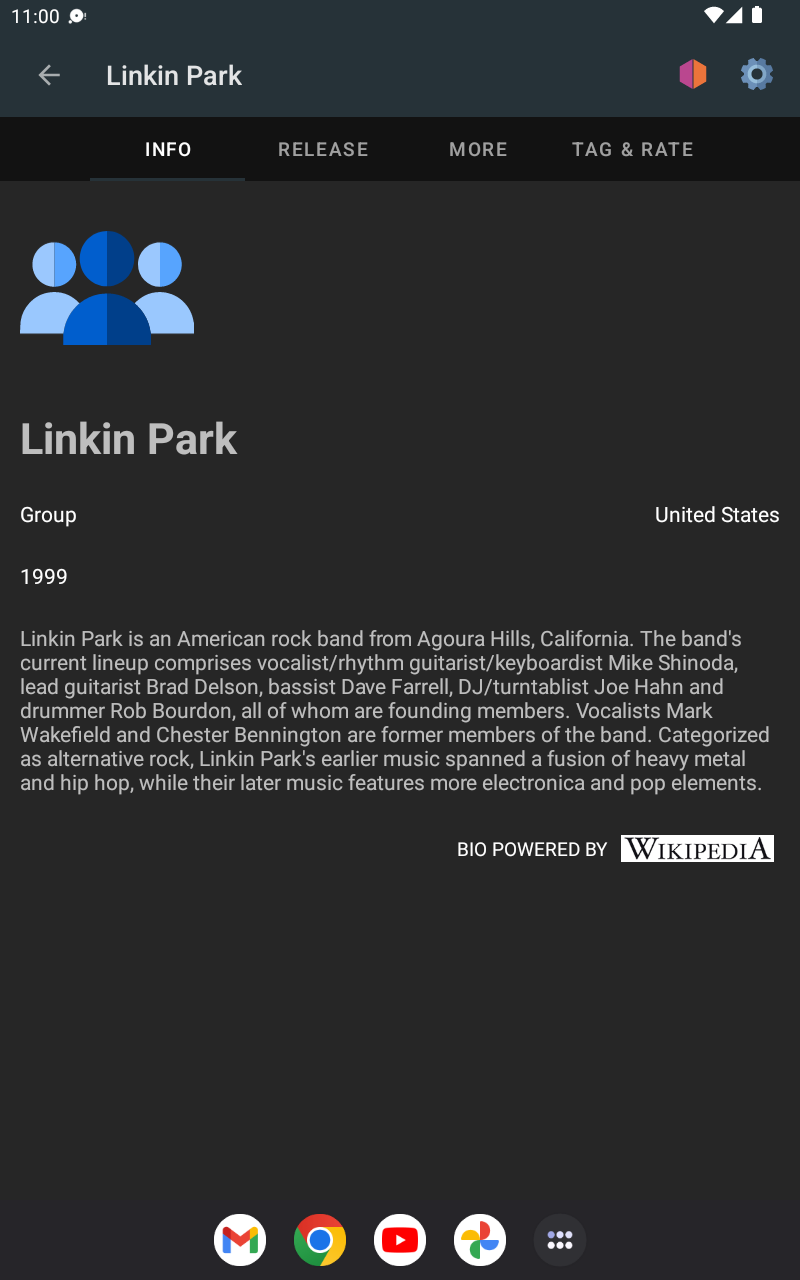 11:00
Linkin Park
INFO
RELEASE
MORE
TAG & RATE
Linkin Park
Group
United States
1999
Linkin Park is an American rock band from Agoura Hills, California. The band's
current lineup comprises vocalist/rhythm guitarist/keyboardist Mike Shinoda,
lead guitarist Brad Delson, bassist Dave Farrell, DJ/turntablist Joe Hahn and
drummer Rob Bourdon, all of whom are founding members. Vocalists Mark
Wakefield and Chester Bennington are former members of the band. Categorized
as alternative rock, Linkin Park's earlier music spanned a fusion of heavy metal
and hip hop, while their later music features more electronica and pop elements.
BIO POWERED BY WIKIPEDIA